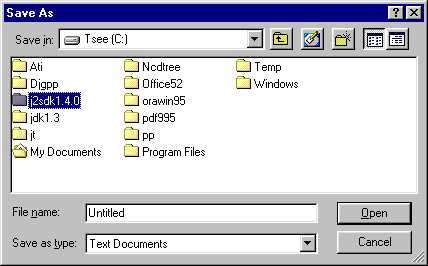 Save As
Save in: Tsee (C:)
Ati Ncdtree Temp
Djgpp Office52 Windows
j2sdk1.4.0 orawin95
jdk1.3 pdf995
jt pp
My Documents Program Files
File name: Untitled Open
Save as type: Text Documents Cancel